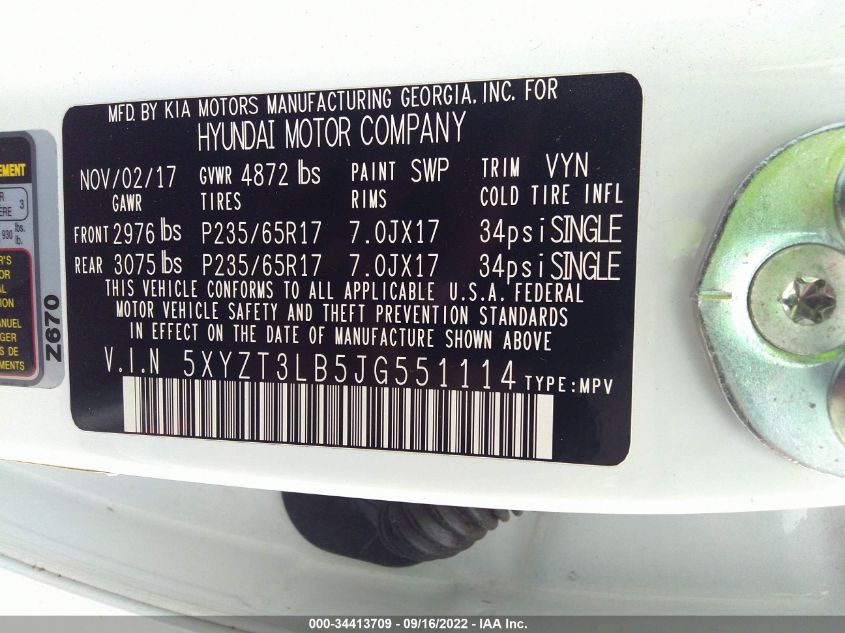 MFD. BY KIA MOTORS MANUFACTURING GEORGIA. INC. FOR
HYUNDAI MOTOR COMPANY
NOV/02/17 GVWR 4872 lbs PAINT SWP TRIM VYN
GAWR TIRES RIMS COLD TIRE INFL
FRONT 2976 lbs P235/65R17 7.0JX17 34psi SINGLE
REAR 3075 lbs P235/65R17 7.0JX17 34psi SINGLE
THIS VEHICLE CONFORMS TO ALL APPLICABLE U.S.A. FEDERAL
MOTOR VEHICLE SAFETY AND THEFT PREVENTION STANDARDS
IN EFFECT ON THE DATE OF MANUFACTURE SHOWN ABOVE
V.I.N 5XYZT3LB5JG551114 TYPE:MPV
3
930 lbs.
Z670
000-34413709 - 09/16/2022 - IAA Inc.